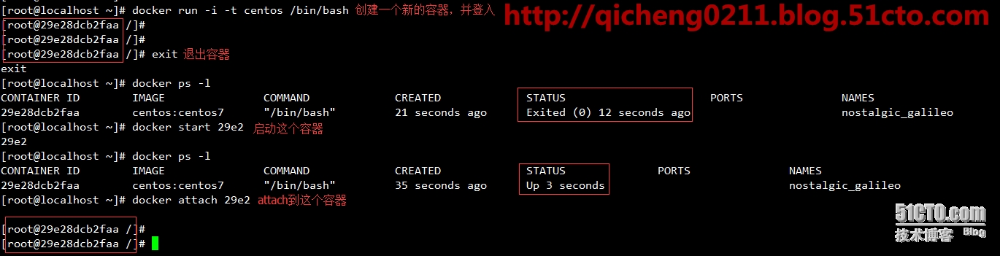 [root@localhost ~]# docker run -i -t centos /bin/bash 创建一个新的容器，并登入
http://qicheng0211.blog.51cto.com
[root@29e28dcb2faa /]#
[root@29e28dcb2faa /]#
[root@29e28dcb2faa /]# exit 退出容器
exit
[root@localhost ~]# docker ps -l
CONTAINER ID IMAGE COMMAND CREATED STATUS PORTS NAMES
29e28dcb2faa centos:centos7 "/bin/bash" 21 seconds ago Exited (0) 12 seconds ago nostalgic_galileo
[root@localhost ~]# docker start 29e2 启动这个容器
29e2
[root@localhost ~]# docker ps -l
CONTAINER ID IMAGE COMMAND CREATED STATUS PORTS NAMES
29e28dcb2faa centos:centos7 "/bin/bash" 35 seconds ago Up 3 seconds nostalgic_galileo
[root@localhost ~]# docker attach 29e2 attach到这个容器
[root@29e28dcb2faa /]#
[root@29e28dcb2faa /]#
51CTO.com
技术博客 Blog